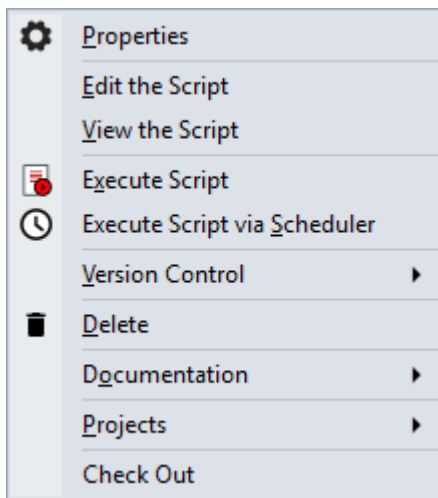 Properties
Edit the Script
View the Script
Execute Script
Execute Script via Scheduler
Version Control
Delete
Documentation
Projects
Check Out